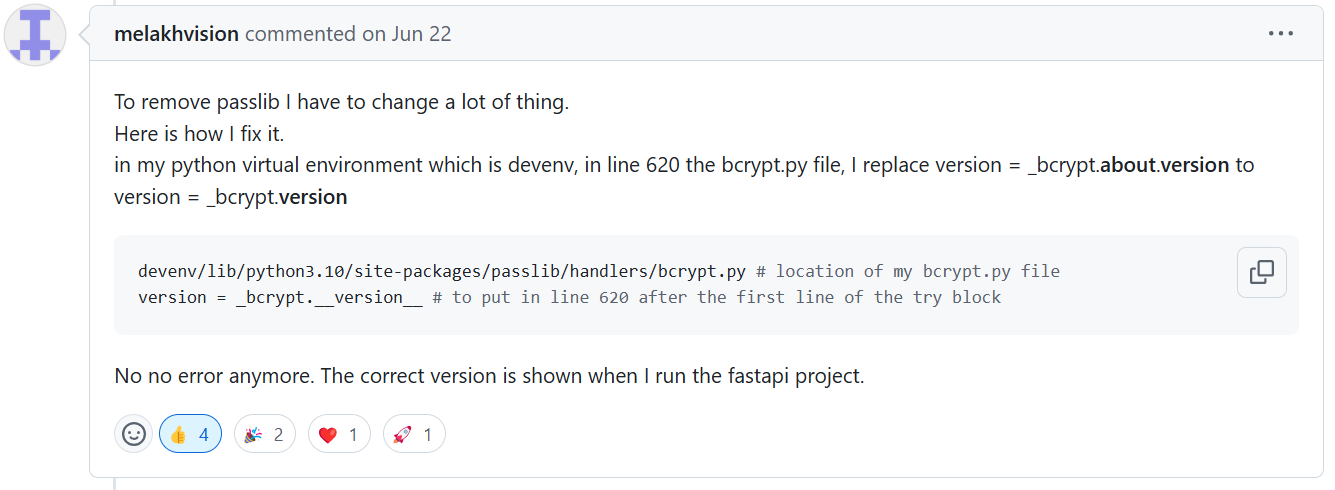 melakhvision commented on Jun 22
To remove passlib I have to change a lot of thing.
Here is how I fix it.
in my python virtual environment which is devenv, in line 620 the bcrypt.py file, I replace version = _bcrypt.about.version to
version = _bcrypt.version
devenv/lib/python3.10/site-packages/passlib/handlers/bcrypt.py # location of my bcrypt.py file
version = _bcrypt.__version__ # to put in line 620 after the first line of the try block
No no error anymore. The correct version is shown when I run the fastapi project.
👍 4 🎉 2 ❤️ 1 🚀 1